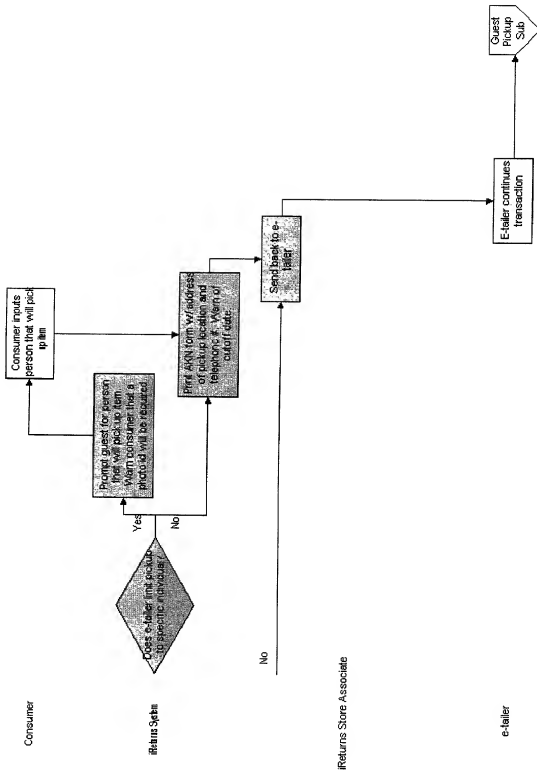 Consumer
Consumer inputs
person that will pick
up item
iReturns System
Does e-tailer limit pickup
to specific individual?
Yes
No
Prompt guest for person
that will pickup item
Warn consumer that a
photo id will be required
Print ARN form W/ address
of pickup location and
telephone #. Warn of
cutoff date
No
Send back to e-
tailer
iReturns Store Associate
e-tailer
E-tailer continues
transaction
Guest
Pickup
Sub